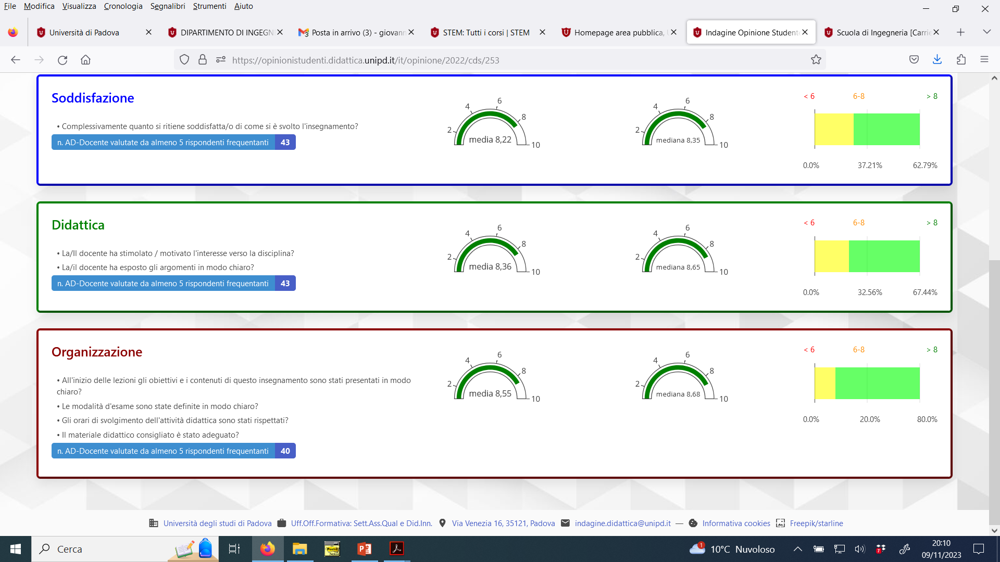 File Modifica Visualizza Cronologia Segnalibri Strumenti Aiuto
Università di Padova
DIPARTIMENTO DI INGEGN
Posta in arrivo (3) - giovann
STEM: Tutti i corsi | STEM
Homepage area pubblica,
Indagine Opinione Student
Scuola di Ingegneria [Carrie
https://opinionistudenti.didattica.unipd.it/it/opinione/2022/cds/253
Soddisfazione
• Complessivamente quanto si ritiene soddisfatta/o di come si è svolto l'insegnamento?
n. AD-Docente valutate da almeno 5 rispondenti frequentanti 43
2 4 6 8 10
media 8,22
2 4 6 8 10
mediana 8,35
< 6 6-8 > 8
0.0% 37.21% 62.79%
Didattica
• La/Il docente ha stimolato / motivato l'interesse verso la disciplina?
• La/il docente ha esposto gli argomenti in modo chiaro?
n. AD-Docente valutate da almeno 5 rispondenti frequentanti 43
2 4 6 8 10
media 8,36
2 4 6 8 10
mediana 8,65
< 6 6-8 > 8
0.0% 32.56% 67.44%
Organizzazione
• All'inizio delle lezioni gli obiettivi e i contenuti di questo insegnamento sono stati presentati in modo
chiaro?
• Le modalità d'esame sono state definite in modo chiaro?
• Gli orari di svolgimento dell'attività didattica sono stati rispettati?
• Il materiale didattico consigliato è stato adeguato?
n. AD-Docente valutate da almeno 5 rispondenti frequentanti 40
2 4 6 8 10
media 8,55
2 4 6 8 10
mediana 8,68
< 6 6-8 > 8
0.0% 20.0% 80.0%
Università degli studi di Padova Uff.Off.Formativa: Sett.Ass.Qual e Did.Inn. Via Venezia 16, 35121, Padova indagine.didattica@unipd.it — Informativa cookies Freepik/starline
Cerca
1
10°C Nuvoloso
7
20:10
09/11/2023